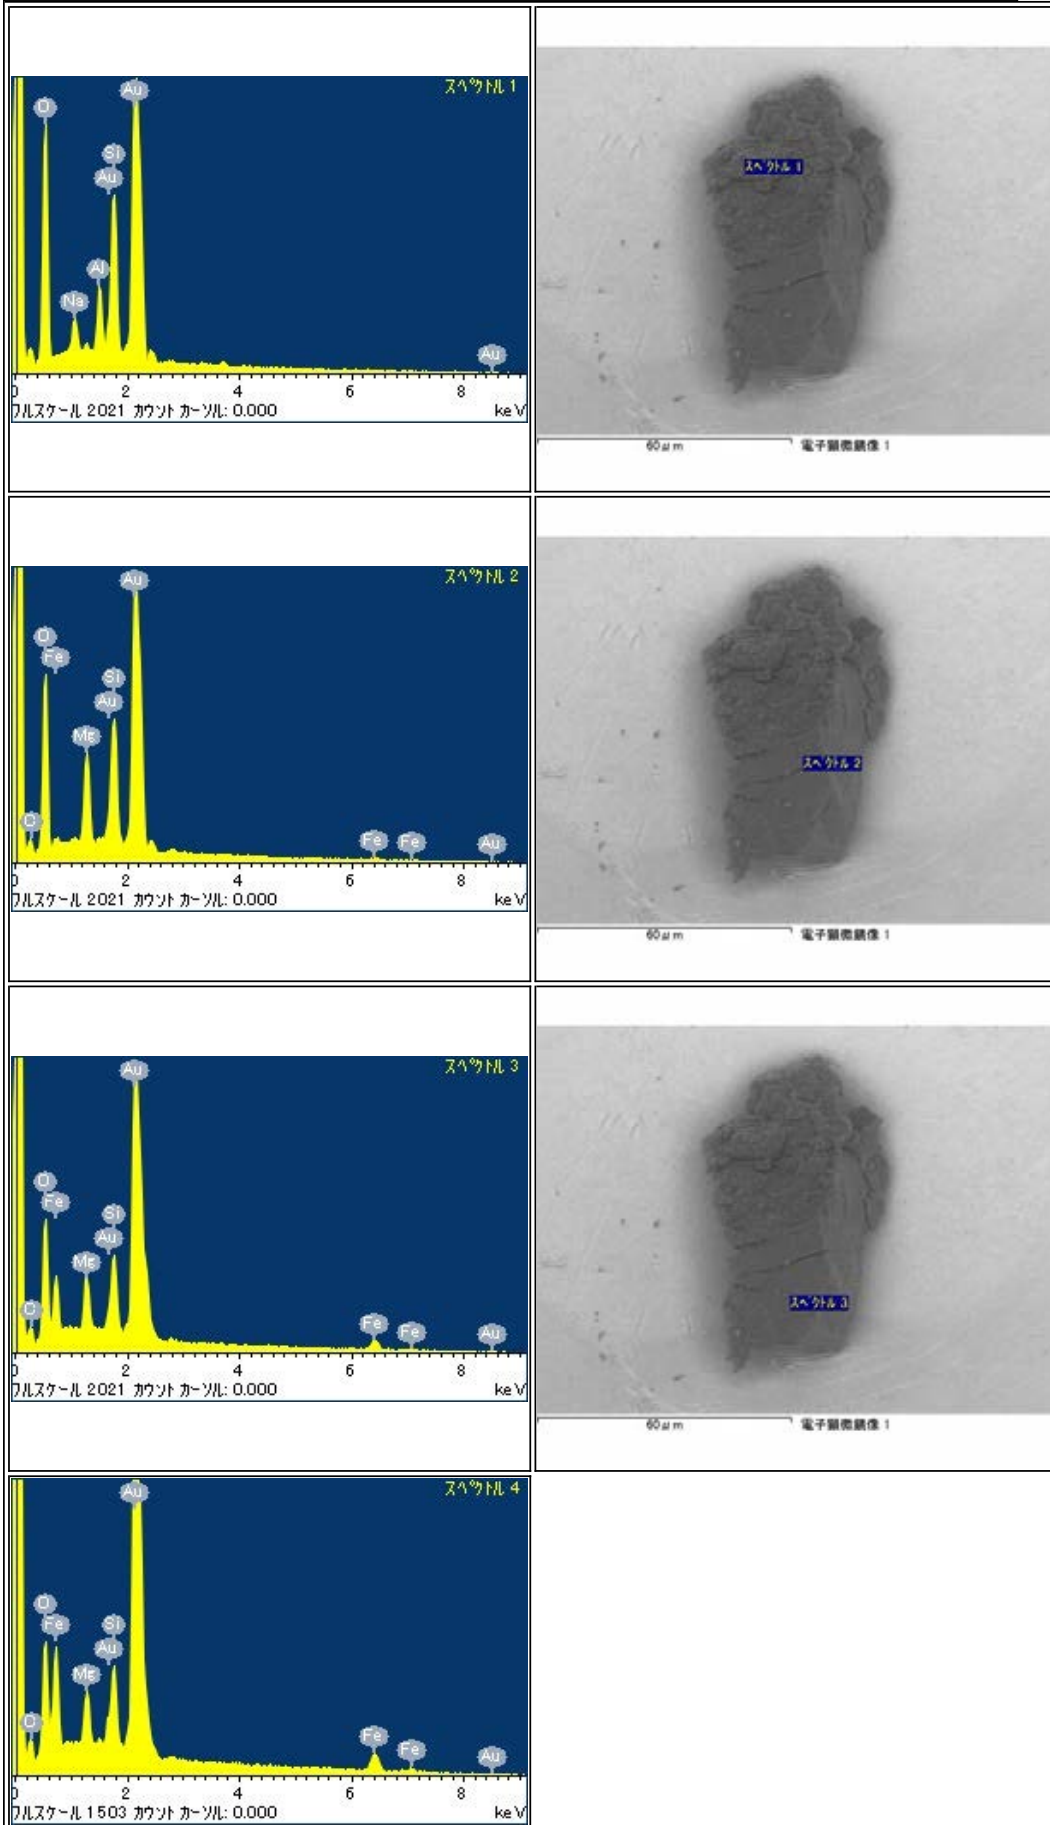 スペクトル 1
Au
O
Si
Au
Al
Na
Au
0 2 4 6 8
フルスケール 2021 カウント カーソル: 0.000 keV
スペクトル 1
60μm 電子顕微鏡像 1
スペクトル 2
Au
O
Fe
Si
Au
Mg
C
Fe Fe Au
0 2 4 6 8
フルスケール 2021 カウント カーソル: 0.000 keV
スペクトル 2
60μm 電子顕微鏡像 1
スペクトル 3
Au
O
Fe
Si
Au
Mg
C
Fe Fe Au
0 2 4 6 8
フルスケール 2021 カウント カーソル: 0.000 keV
スペクトル 3
60μm 電子顕微鏡像 1
スペクトル 4
Au
O
Fe
Si
Au
Mg
C
Fe Fe Au
0 2 4 6 8
フルスケール 1503 カウント カーソル: 0.000 keV